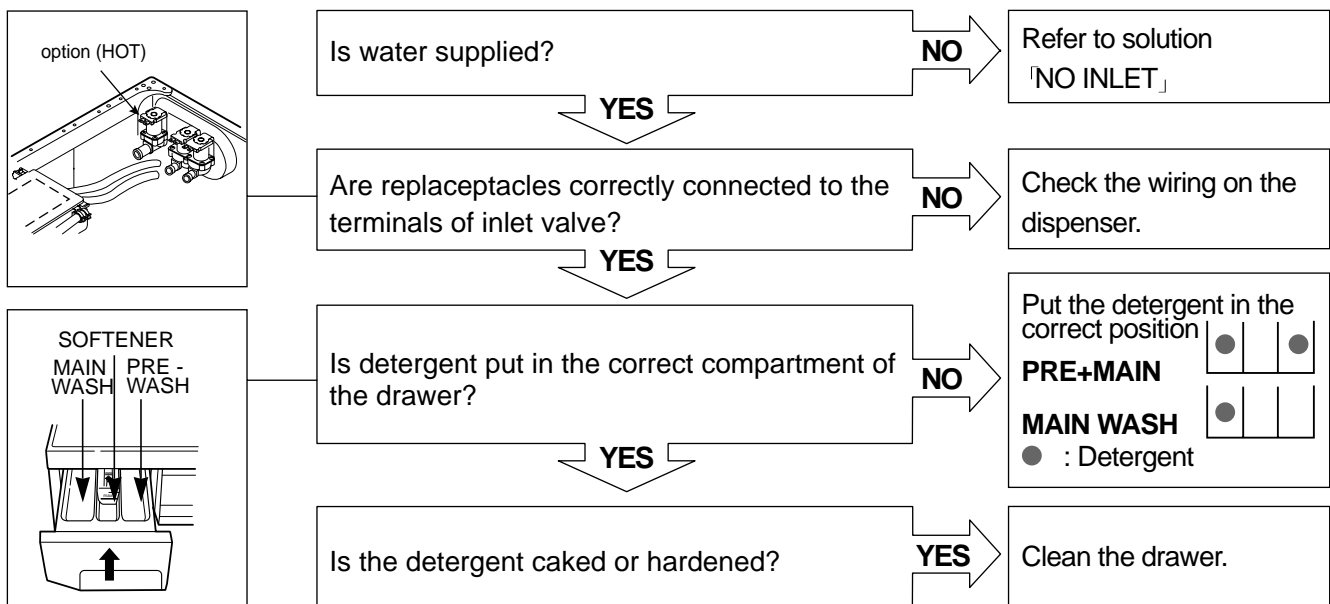 option (HOT)
Is water supplied?
NO
Refer to solution
「NO INLET」
YES
Are replaceptacles correctly connected to the
terminals of inlet valve?
NO
Check the wiring on the
dispenser.
YES
SOFTENER
MAIN PRE -
WASH WASH
Is detergent put in the correct compartment of
the drawer?
NO
Put the detergent in the
correct position
PRE+MAIN
MAIN WASH
: Detergent
YES
Is the detergent caked or hardened?
YES
Clean the drawer.